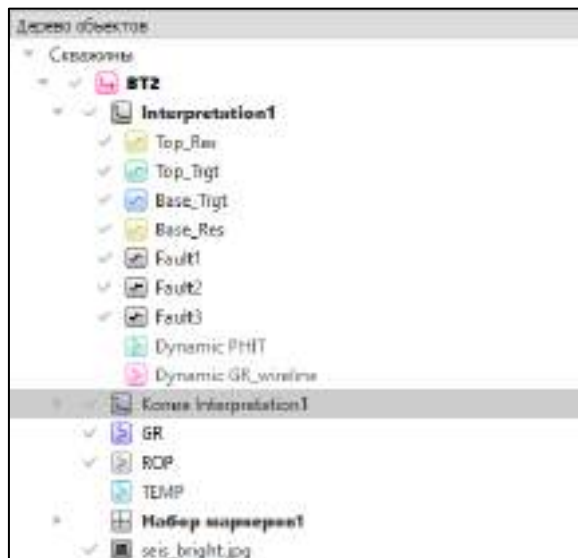 Дерево объектов
Скважины
BT2
Interpretation1
Top_Res
Top_Trgt
Base_Trgt
Base_Res
Fault1
Fault2
Fault3
Dynamic PHIT
Dynamic GR_wireline
Копия Interpretation1
GR
ROP
TEMP
Набор маркеров1
seis_bright.jpg